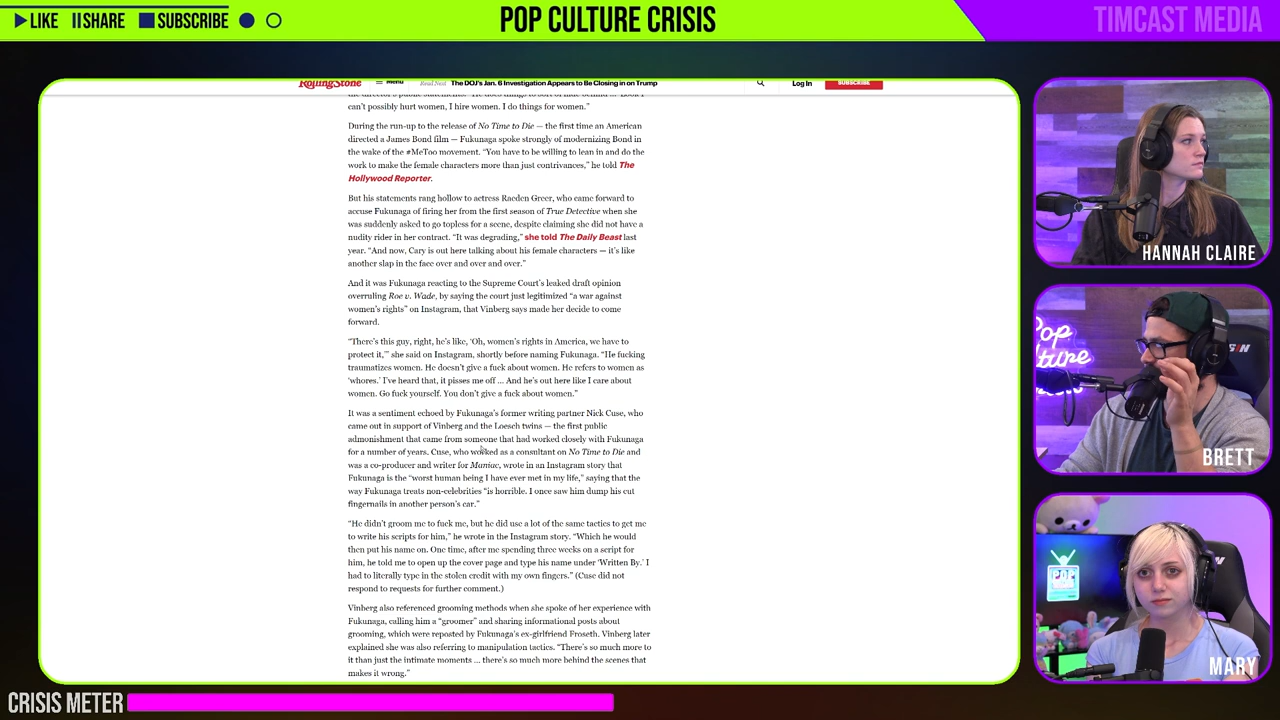 LIKE SHARE SUBSCRIBE
POP CULTURE CRISIS
TIMCAST MEDIA
RollingStone Menu Read Next The DOJ's Jan. 6 Investigation Appears to Be Closing in on Trump Log In SUBSCRIBE
can't possibly hurt women, I hire women. I do things for women."
During the run-up to the release of No Time to Die — the first time an American
directed a James Bond film — Fukunaga spoke strongly of modernizing Bond in
the wake of the #MeToo movement. "You have to be willing to lean in and do the
work to make the female characters more than just contrivances," he told The
Hollywood Reporter.
But his statements rang hollow to actress Raeden Greer, who came forward to
accuse Fukunaga of firing her from the first season of True Detective when she
was suddenly asked to go topless for a scene, despite claiming she did not have a
nudity rider in her contract. "It was degrading," she told The Daily Beast last
year. "And now, Cary is out here talking about his female characters — it's like
another slap in the face over and over and over."
And it was Fukunaga reacting to the Supreme Court's leaked draft opinion
overruling Roe v. Wade, by saying the court just legitimized "a war against
women's rights" on Instagram, that Vinberg says made her decide to come
forward.
"There's this guy, right, he's like, 'Oh, women's rights in America, we have to
protect it,'" she said on Instagram, shortly before naming Fukunaga. "He fucking
traumatizes women. He doesn't give a fuck about women. He refers to women as
'whores.' I've heard that, it pisses me off ... And he's out here like I care about
women. Go fuck yourself. You don't give a fuck about women."
It was a sentiment echoed by Fukunaga's former writing partner Nick Cuse, who
came out in support of Vinberg and the Loesch twins — the first public
admonishment that came from someone that had worked closely with Fukunaga
for a number of years. Cuse, who worked as a consultant on No Time to Die and
was a co-producer and writer for Maniac, wrote in an Instagram story that
Fukunaga is the "worst human being I have ever met in my life," saying that the
way Fukunaga treats non-celebrities "is horrible. I once saw him dump his cut
fingernails in another person's car."
"He didn't groom me to fuck me, but he did use a lot of the same tactics to get me
to write his scripts for him," he wrote in the Instagram story. "Which he would
then put his name on. One time, after me spending three weeks on a script for
him, he told me to open up the cover page and type his name under 'Written By.' I
had to literally type in the stolen credit with my own fingers." (Cuse did not
respond to requests for further comment.)
Vinberg also referenced grooming methods when she spoke of her experience with
Fukunaga, calling him a "groomer" and sharing informational posts about
grooming, which were reposted by Fukunaga's ex-girlfriend Froseth. Vinberg later
explained she was also referring to manipulation tactics. "There's so much more to
it than just the intimate moments ... there's so much more behind the scenes that
makes it wrong."
HANNAH CLAIRE
Pop
BRETT
POP
MARY
CRISIS METER